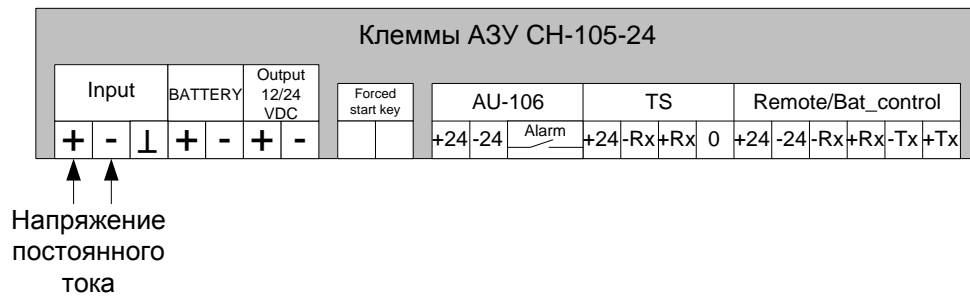 Клеммы АЗУ CH-105-24
Input
BATTERY
Output
12/24
VDC
Forced
start key
AU-106
TS
Remote/Bat_control
+ - ⊥ + - + -
+24 -24 Alarm +24 -Rx +Rx 0 +24 -24 -Rx +Rx -Tx +Tx
Напряжение
постоянного
тока